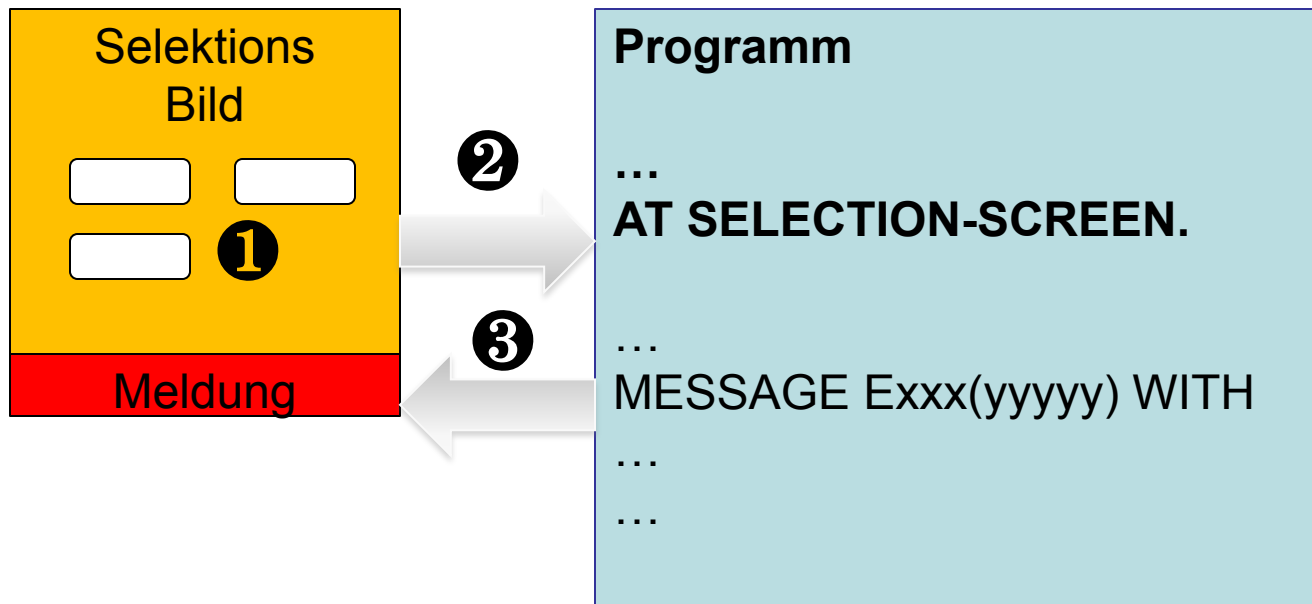 Selektions
Bild
❶
Meldung
❷
❸
Programm
…
AT SELECTION-SCREEN.
…
MESSAGE Exxx(yyyyy) WITH
…
…